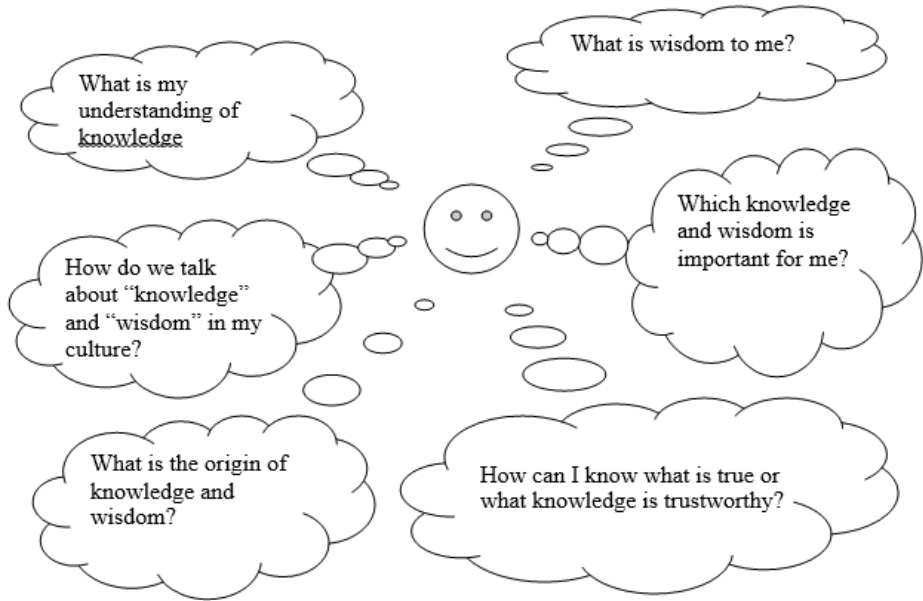 What is my
understanding of
knowledge
What is wisdom to me?
How do we talk
about “knowledge”
and “wisdom” in my
culture?
Which knowledge
and wisdom is
important for me?
What is the origin of
knowledge and
wisdom?
How can I know what is true or
what knowledge is trustworthy?